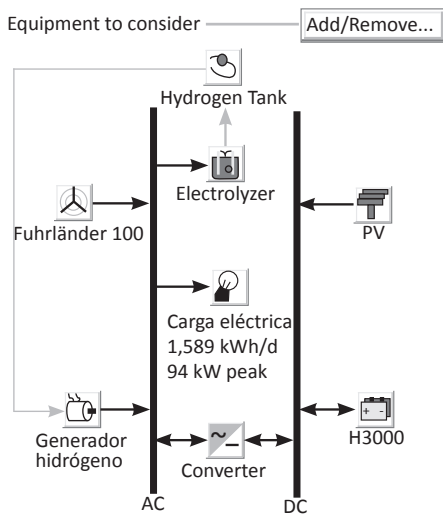 Equipment to consider
Add/Remove...
Hydrogen Tank
Electrolyzer
Fuhrländer 100
PV
Carga eléctrica
1,589 kWh/d
94 kW peak
Generador
hidrógeno
Converter
H3000
AC
DC